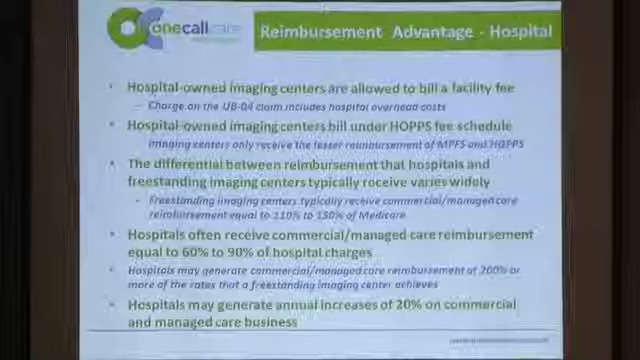 onecallcare
Reimbursement Advantage - Hospital
• Hospital-owned imaging centers are allowed to bill a facility fee
– Charge on the UB-04 claim includes hospital overhead costs
• Hospital-owned imaging centers bill under HOPPS fee schedule
Imaging centers only receive the lesser reimbursement of MPFS and HOPPS
• The differential between reimbursement that hospitals and
freestanding imaging centers typically receive varies widely
- Freestanding imaging centers typically receive commercial/managed care
reimbursement equal to 110% to 130% of Medicare.
• Hospitals often receive commercial/managed care reimbursement
equal to 60% to 90% of hospital charges
• Hospitals may generate commercial/managed care reimbursement of 200% or
more of the rates that a freestanding imaging center achieves
• Hospitals may generate annual increases of 20% on commercial
and managed care business